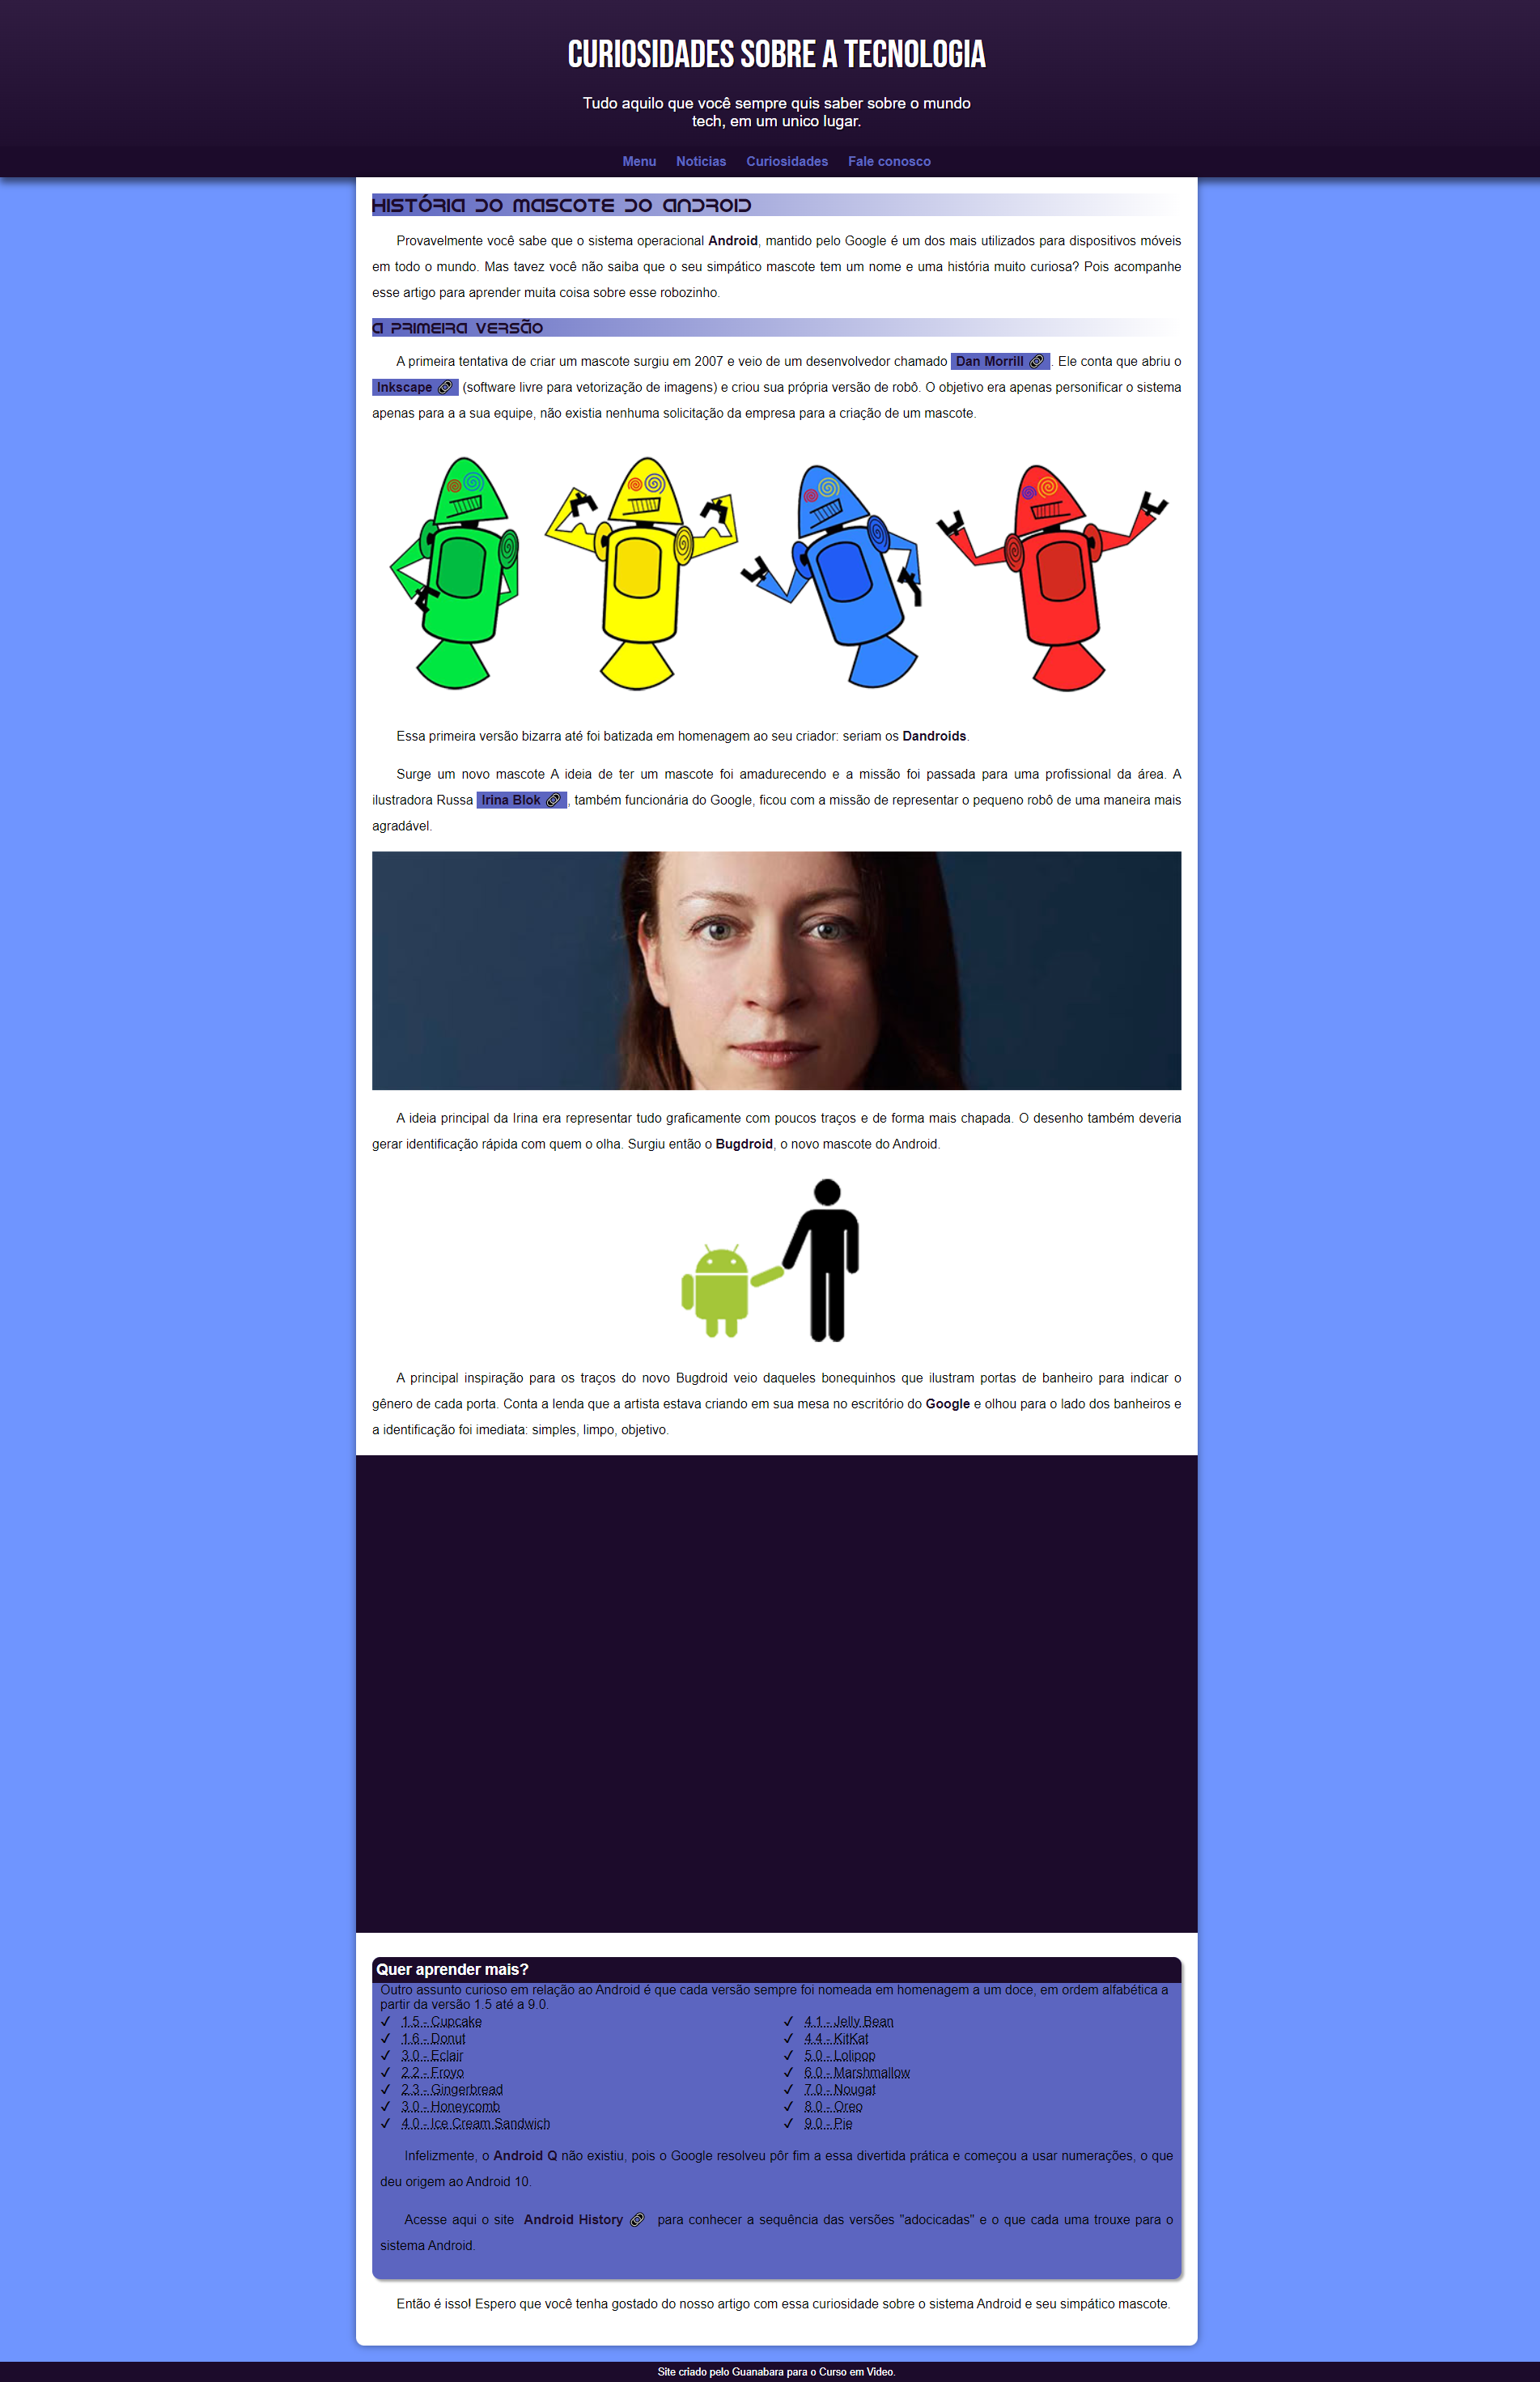 CURIOSIDADES SOBRE A TECNOLOGIA
Tudo aquilo que você sempre quis saber sobre o mundo
tech, em um unico lugar.
Menu Noticias Curiosidades Fale conosco
HISTÓRIA DO MASCOTE DO ANDROID
Provavelmente você sabe que o sistema operacional Android, mantido pelo Google é um dos mais utilizados para dispositivos móveis
em todo o mundo. Mas tavez você não saiba que o seu simpático mascote tem um nome e uma história muito curiosa? Pois acompanhe
esse artigo para aprender muita coisa sobre esse robozinho.
A PRIMEIRA VERSÃO
A primeira tentativa de criar um mascote surgiu em 2007 e veio de um desenvolvedor chamado Dan Morrill. Ele conta que abriu o
Inkscape (software livre para vetorização de imagens) e criou sua própria versão de robô. O objetivo era apenas personificar o sistema
apenas para a a sua equipe, não existia nenhuma solicitação da empresa para a criação de um mascote.
Essa primeira versão bizarra até foi batizada em homenagem ao seu criador: seriam os Dandroids.
Surge um novo mascote A ideia de ter um mascote foi amadurecendo e a missão foi passada para uma profissional da área. A
ilustradora Russa Irina Blok, também funcionária do Google, ficou com a missão de representar o pequeno robô de uma maneira mais
agradável.
A ideia principal da Irina era representar tudo graficamente com poucos traços e de forma mais chapada. O desenho também deveria
gerar identificação rápida com quem o olha. Surgiu então o Bugdroid, o novo mascote do Android.
A principal inspiração para os traços do novo Bugdroid veio daqueles bonequinhos que ilustram portas de banheiro para indicar o
gênero de cada porta. Conta a lenda que a artista estava criando em sua mesa no escritório do Google e olhou para o lado dos banheiros e
a identificação foi imediata: simples, limpo, objetivo.
Quer aprender mais?
Outro assunto curioso em relação ao Android é que cada versão sempre foi nomeada em homenagem a um doce, em ordem alfabética a
partir da versão 1.5 até a 9.0.
✓ 1.5 - Cupcake
✓ 1.6 - Donut
✓ 3.0 - Eclair
✓ 2.2 - Froyo
✓ 2.3 - Gingerbread
✓ 3.0 - Honeycomb
✓ 4.0 - Ice Cream Sandwich
✓ 4.1 - Jelly Bean
✓ 4.4 - KitKat
✓ 5.0 - Lolipop
✓ 6.0 - Marshmallow
✓ 7.0 - Nougat
✓ 8.0 - Oreo
✓ 9.0 - Pie
Infelizmente, o Android Q não existiu, pois o Google resolveu pôr fim a essa divertida prática e começou a usar numerações, o que
deu origem ao Android 10.
Acesse aqui o site Android History para conhecer a sequência das versões "adocicadas" e o que cada uma trouxe para o
sistema Android.
Então é isso! Espero que você tenha gostado do nosso artigo com essa curiosidade sobre o sistema Android e seu simpático mascote.
Site criado pelo Guanabara para o Curso em Video.